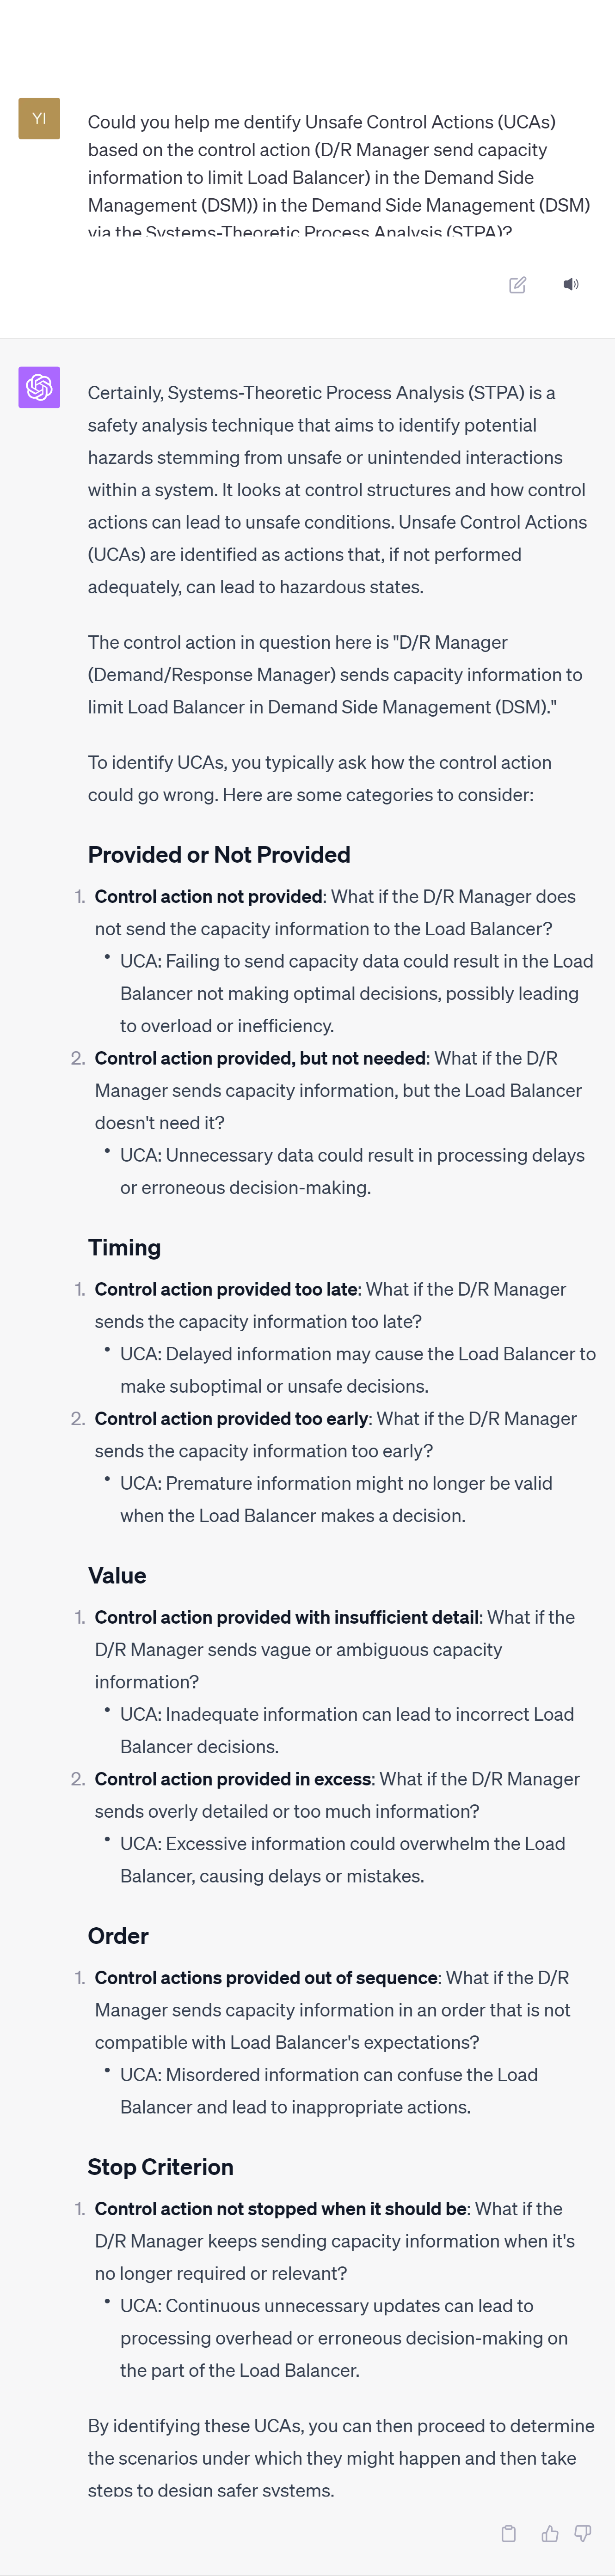 YI
Could you help me dentify Unsafe Control Actions (UCAs)
based on the control action (D/R Manager send capacity
information to limit Load Balancer) in the Demand Side
Management (DSM)) in the Demand Side Management (DSM)
via the Systems-Theoretic Process Analysis (STPA)?
Certainly, Systems-Theoretic Process Analysis (STPA) is a
safety analysis technique that aims to identify potential
hazards stemming from unsafe or unintended interactions
within a system. It looks at control structures and how control
actions can lead to unsafe conditions. Unsafe Control Actions
(UCAs) are identified as actions that, if not performed
adequately, can lead to hazardous states.
The control action in question here is "D/R Manager
(Demand/Response Manager) sends capacity information to
limit Load Balancer in Demand Side Management (DSM)."
To identify UCAs, you typically ask how the control action
could go wrong. Here are some categories to consider:
Provided or Not Provided
1. Control action not provided: What if the D/R Manager does
not send the capacity information to the Load Balancer?
• UCA: Failing to send capacity data could result in the Load
Balancer not making optimal decisions, possibly leading
to overload or inefficiency.
2. Control action provided, but not needed: What if the D/R
Manager sends capacity information, but the Load Balancer
doesn't need it?
• UCA: Unnecessary data could result in processing delays
or erroneous decision-making.
Timing
1. Control action provided too late: What if the D/R Manager
sends the capacity information too late?
• UCA: Delayed information may cause the Load Balancer to
make suboptimal or unsafe decisions.
2. Control action provided too early: What if the D/R Manager
sends the capacity information too early?
• UCA: Premature information might no longer be valid
when the Load Balancer makes a decision.
Value
1. Control action provided with insufficient detail: What if the
D/R Manager sends vague or ambiguous capacity
information?
• UCA: Inadequate information can lead to incorrect Load
Balancer decisions.
2. Control action provided in excess: What if the D/R Manager
sends overly detailed or too much information?
• UCA: Excessive information could overwhelm the Load
Balancer, causing delays or mistakes.
Order
1. Control actions provided out of sequence: What if the D/R
Manager sends capacity information in an order that is not
compatible with Load Balancer's expectations?
• UCA: Misordered information can confuse the Load
Balancer and lead to inappropriate actions.
Stop Criterion
1. Control action not stopped when it should be: What if the
D/R Manager keeps sending capacity information when it's
no longer required or relevant?
• UCA: Continuous unnecessary updates can lead to
processing overhead or erroneous decision-making on
the part of the Load Balancer.
By identifying these UCAs, you can then proceed to determine
the scenarios under which they might happen and then take
steps to design safer systems.